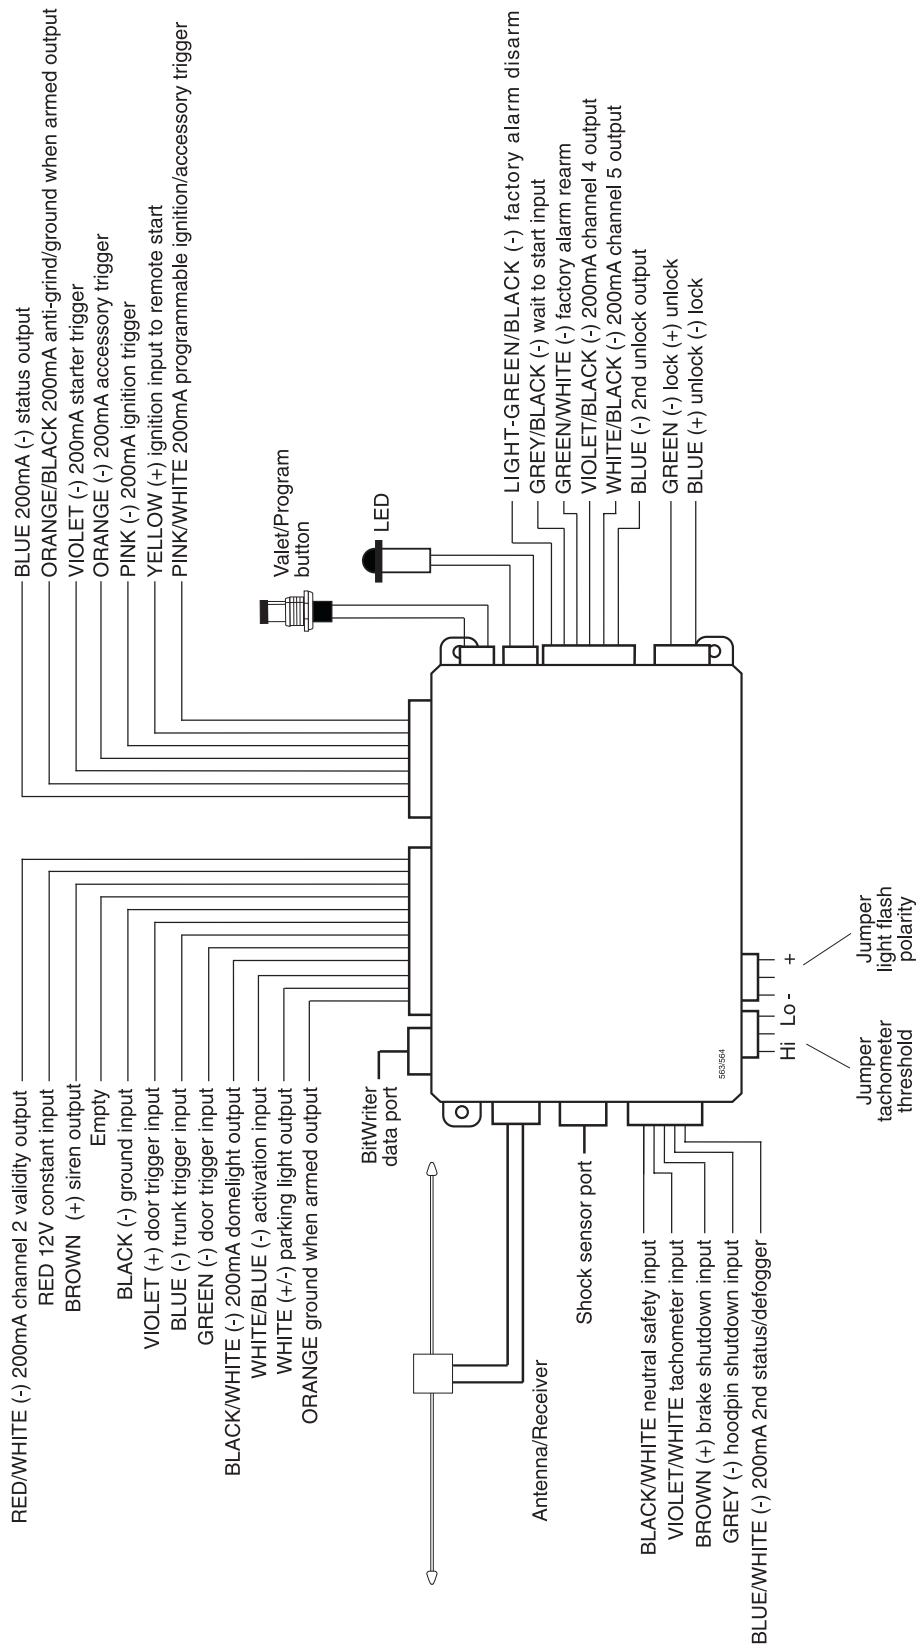 RED/WHITE (-) 200mA channel 2 validity output
RED 12V constant input
BROWN (+) siren output
Empty
BLACK (-) ground input
VIOLET (+) door trigger input
BLUE (-) trunk trigger input
GREEN (-) door trigger input
BLACK/WHITE (-) 200mA domelight output
WHITE/BLUE (-) activation input
WHITE (+/-) parking light output
ORANGE ground when armed output
BLUE 200mA (-) status output
ORANGE/BLACK 200mA anti-grind/ground when armed output
VIOLET (-) 200mA starter trigger
ORANGE (-) 200mA accessory trigger
PINK (-) 200mA ignition trigger
YELLOW (+) ignition input to remote start
PINK/WHITE 200mA programmable ignition/accessory trigger
Valet/Program
button
LED
BitWriter
data port
Antenna/Receiver
Shock sensor port
LIGHT-GREEN/BLACK (-) factory alarm disarm
GREY/BLACK (-) wait to start input
GREEN/WHITE (-) factory alarm rearm
VIOLET/BLACK (-) 200mA channel 4 output
WHITE/BLACK (-) 200mA channel 5 output
BLUE (-) 2nd unlock output
GREEN (-) lock (+) unlock
BLUE (+) unlock (-) lock
BLACK/WHITE neutral safety input
VIOLET/WHITE tachometer input
BROWN (+) brake shutdown input
GREY (-) hoodpin shutdown input
BLUE/WHITE (-) 200mA 2nd status/defogger
563/564
Hi Lo - +
Jumper
tachometer
threshold
Jumper
light flash
polarity